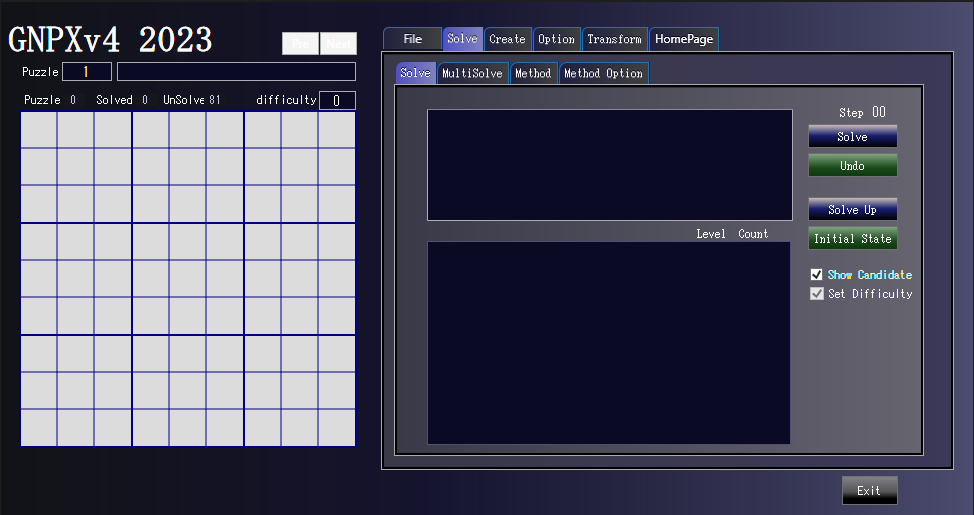 GNPXv4 2023
Pre Next
Puzzle 1
Puzzle 0 Solved 0 UnSolve 81 difficulty 0
File Solve Create Option Transform HomePage
Solve MultiSolve Method Method Option
Step 00
Solve
Undo
Solve Up
Initial State
Level Count
Show Candidate
Set Difficulty
Exit